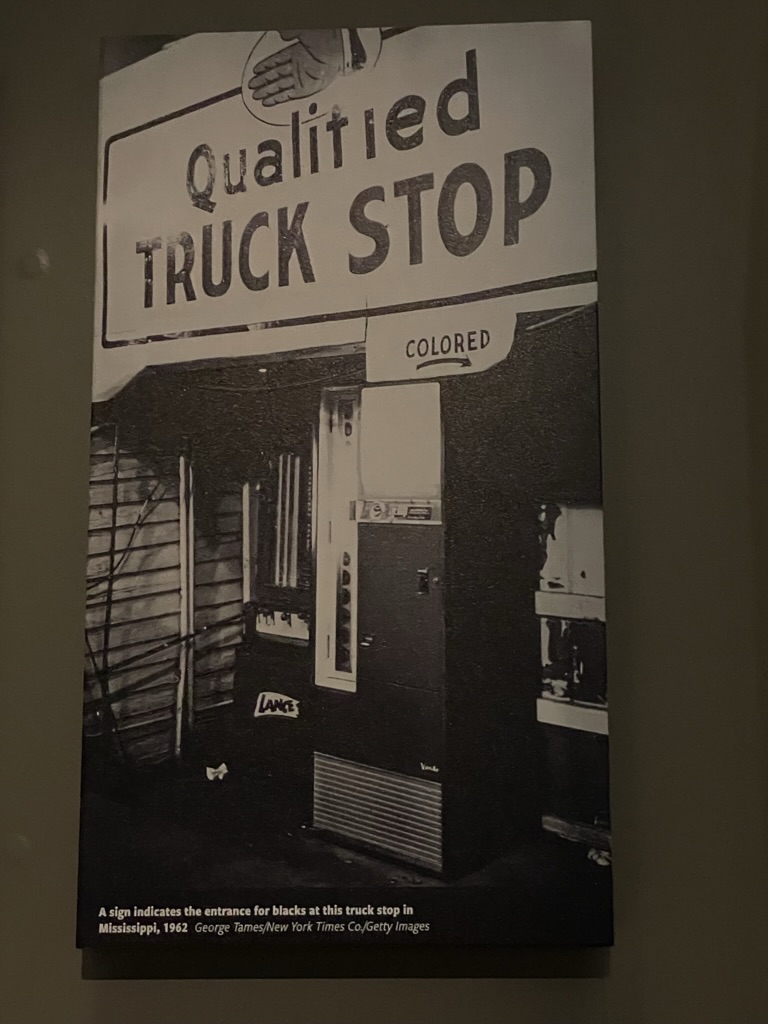 Qualified
TRUCK STOP
COLORED
LANCE
A sign indicates the entrance for blacks at this truck stop in
Mississippi, 1962 George Tames/New York Times Co./Getty Images